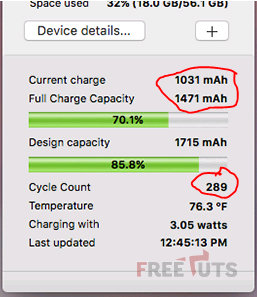 Space used 32% (18.0 GB/56.1 GB)
Device details... +
Current charge 1031 mAh
Full Charge Capacity 1471 mAh
70.1%
Design capacity 1715 mAh
85.8%
Cycle Count 289
Temperature 76.3 °F
Charging with 3.05 watts
Last updated 12:45:13 PM
FREETUTS